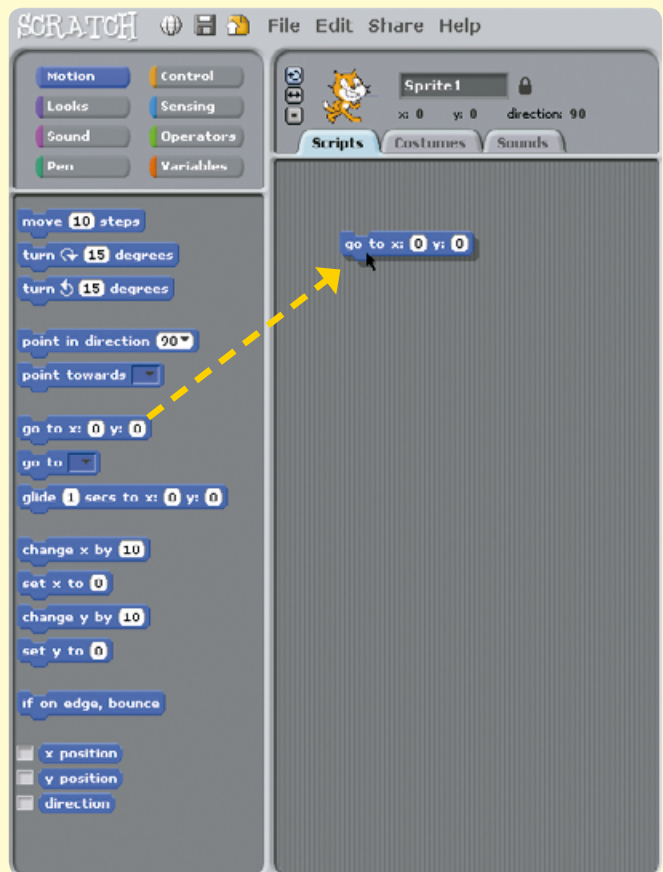 SCRATCH File Edit Share Help
Motion Control
Looks Sensing
Sound Operators
Pen Variables
Sprite1
x: 0 y: 0 direction: 90
Scripts Costumes Sounds
move 10 steps
turn 15 degrees
turn 15 degrees
point in direction 90
point towards
go to x: 0 y: 0
go to
glide 1 secs to x: 0 y: 0
change x by 10
set x to 0
change y by 10
set y to 0
if on edge, bounce
x position
y position
direction
go to x: 0 y: 0